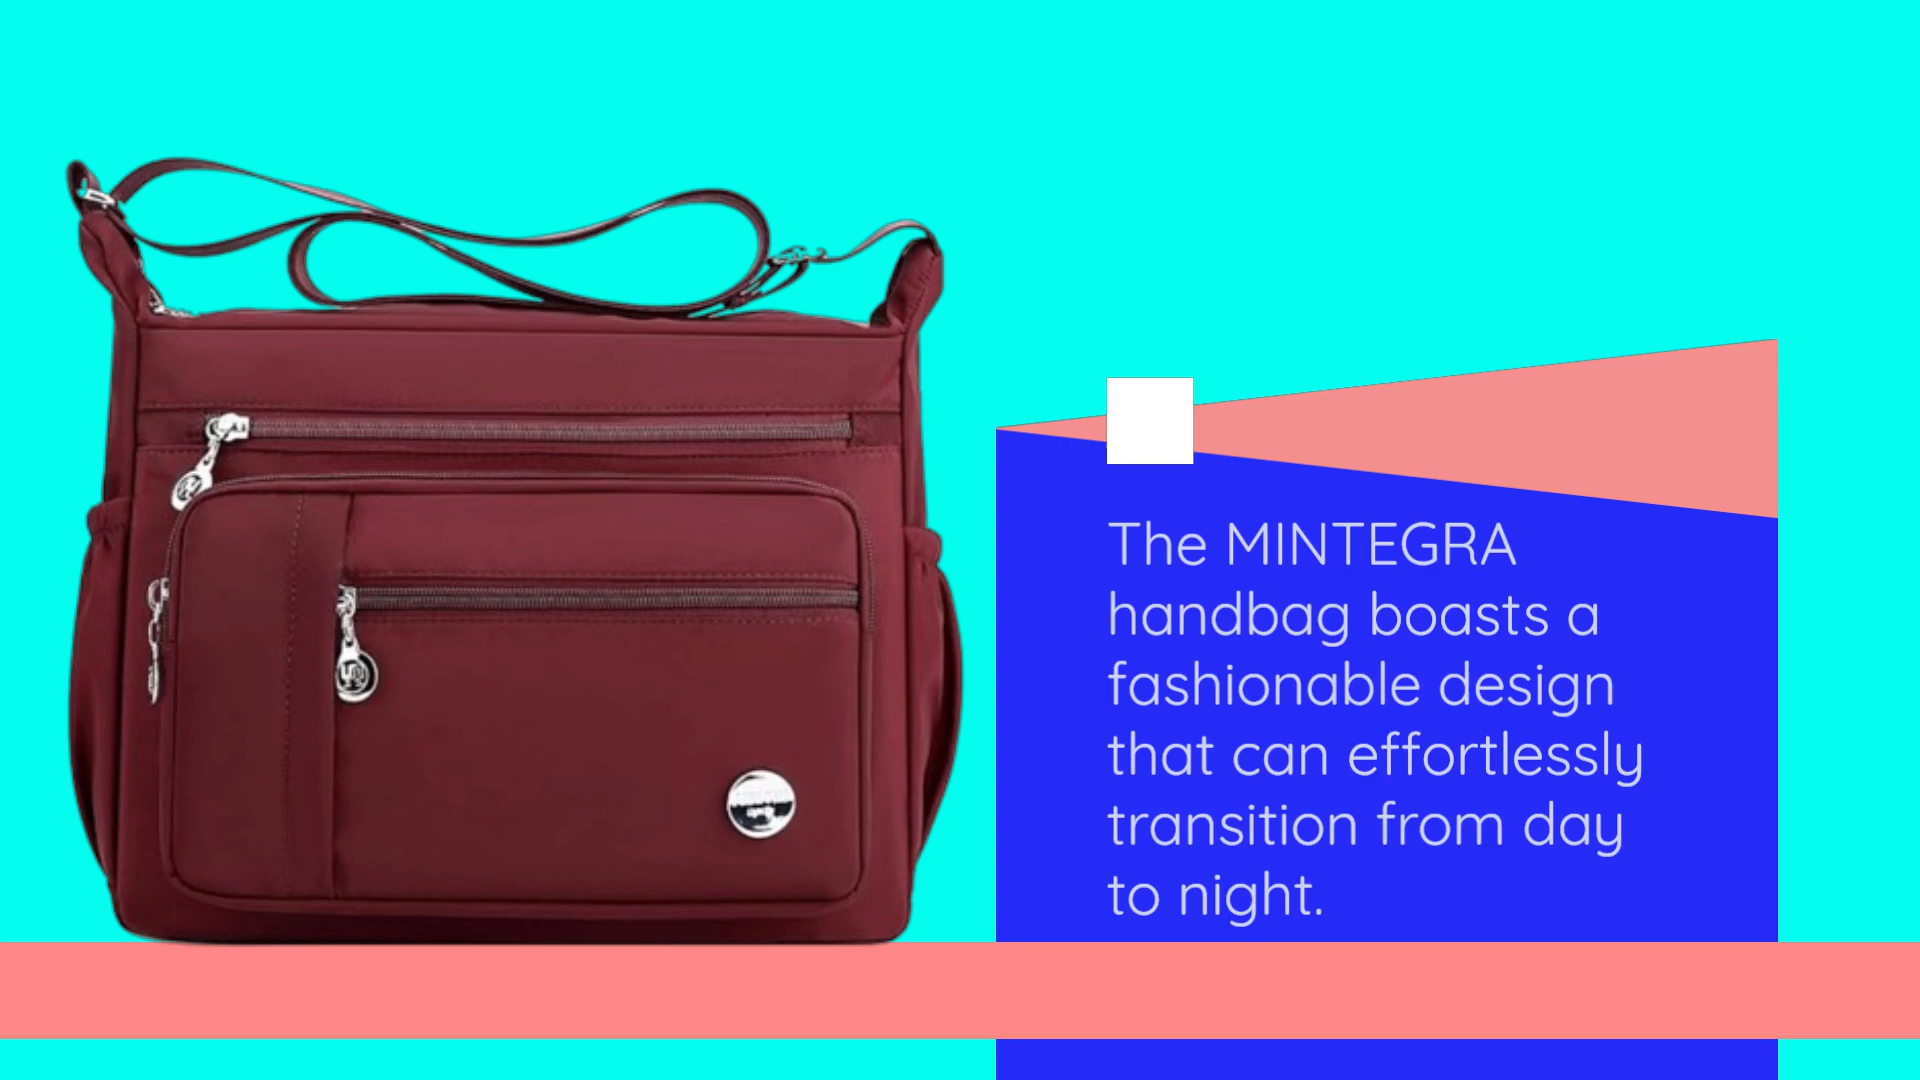 The MINTEGRA
handbag boasts a
fashionable design
that can effortlessly
transition from day
to night.